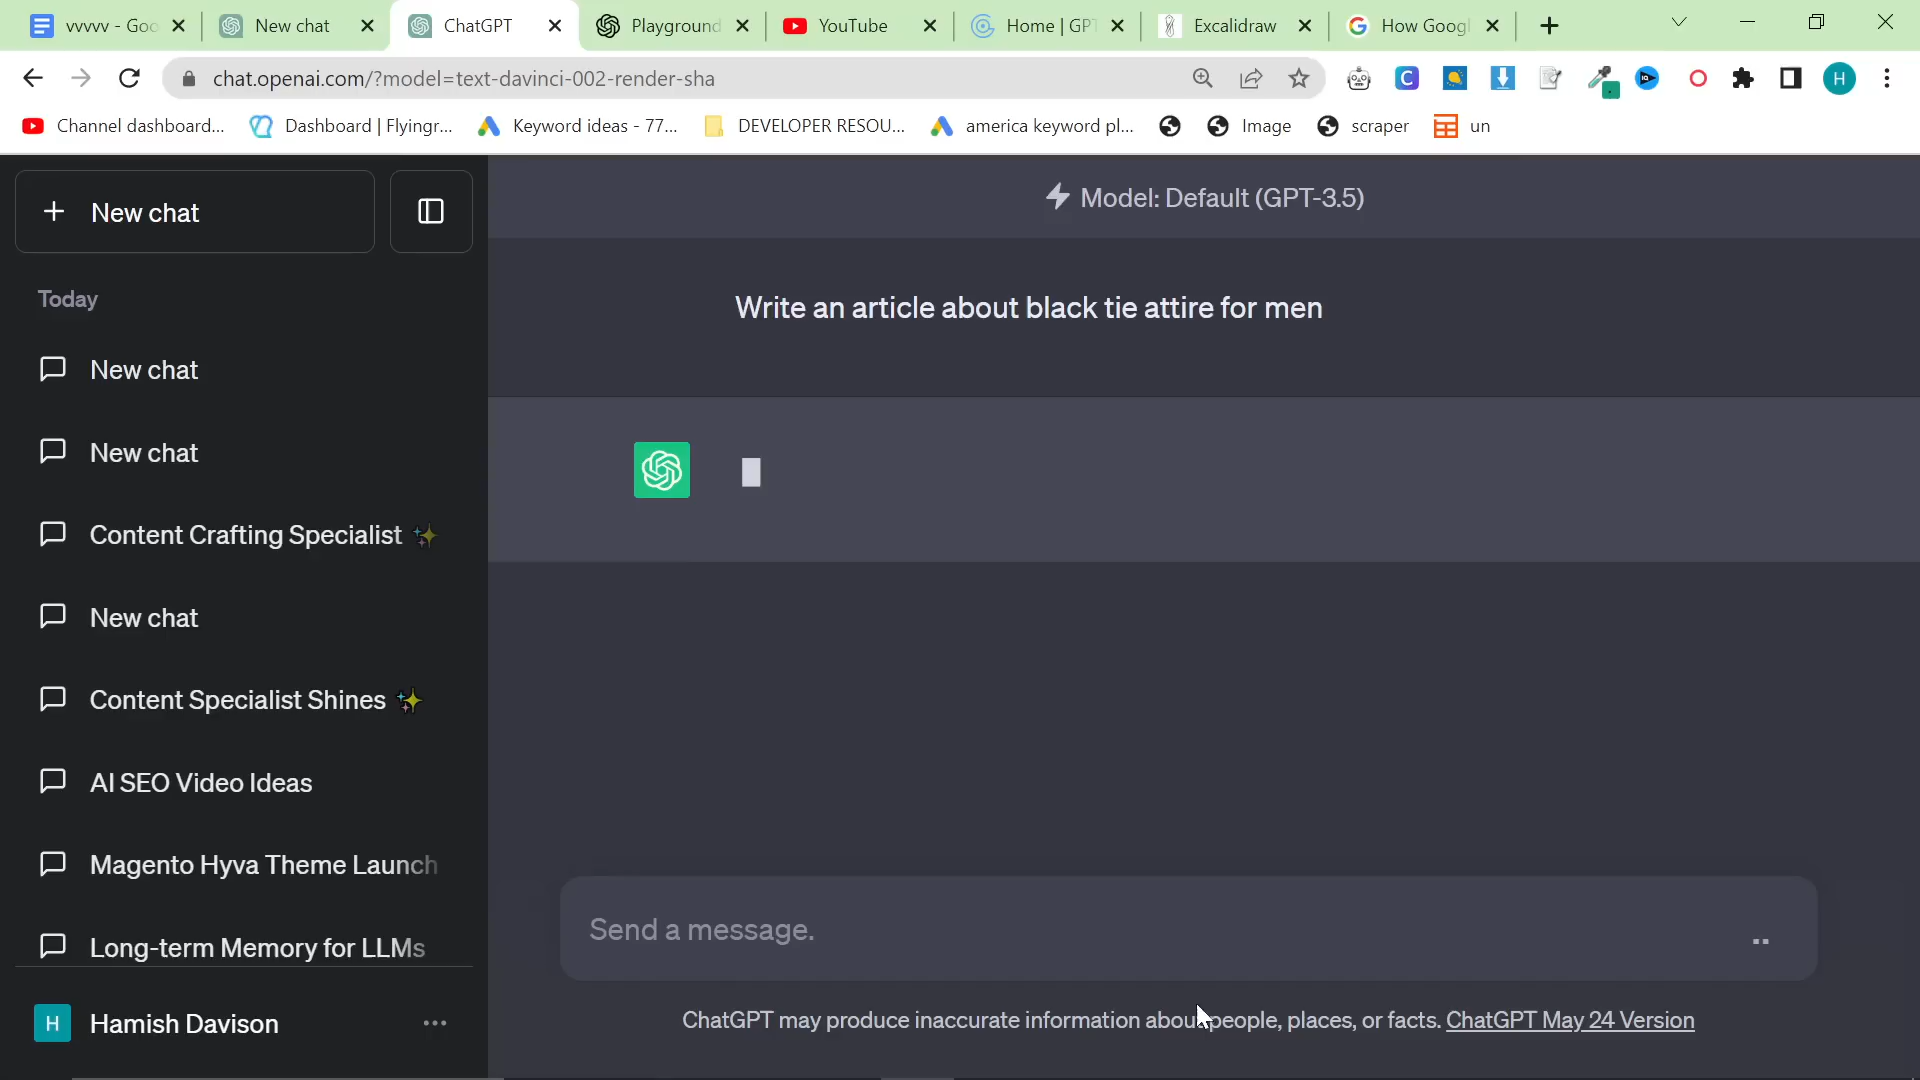 vvvvv - Goo
New chat
ChatGPT
Playground
YouTube
Home | GPT
Excalidraw
How Googl
chat.openai.com/?model=text-davinci-002-render-sha
H
Channel dashboard...
Dashboard | Flyingr...
Keyword ideas - 77...
DEVELOPER RESOU...
america keyword pl...
Image
scraper
un
New chat
Today
New chat
New chat
Content Crafting Specialist ✨
New chat
Content Specialist Shines ✨
AI SEO Video Ideas
Magento Hyva Theme Launch
Long-term Memory for LLMs
H
Hamish Davison
Model: Default (GPT-3.5)
Write an article about black tie attire for men
Send a message.
ChatGPT may produce inaccurate information about people, places, or facts. ChatGPT May 24 Version